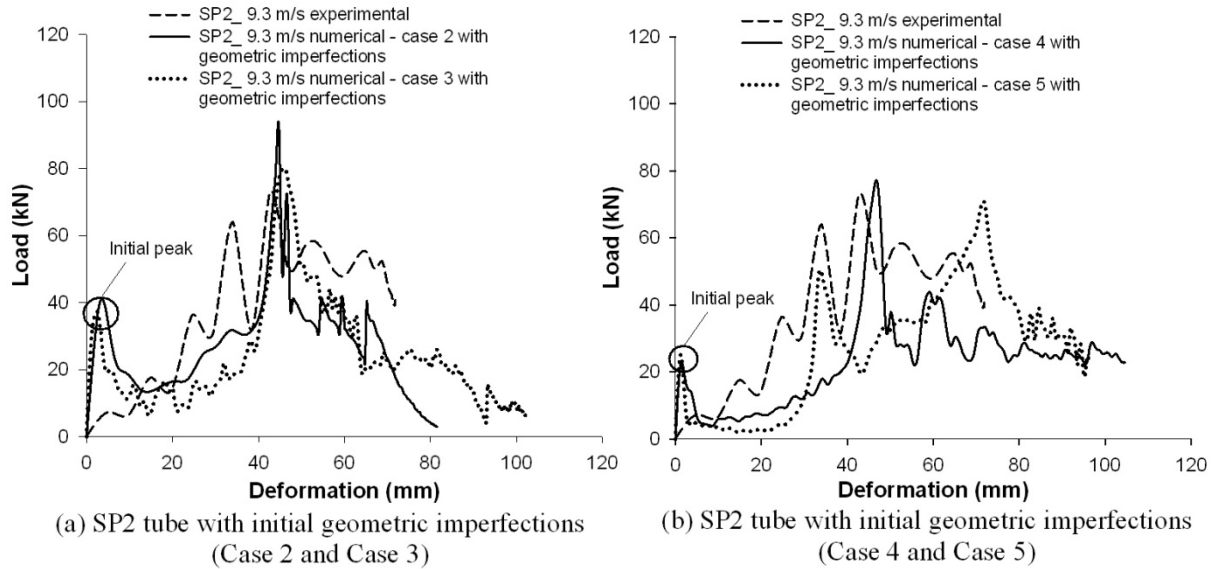 SP2_ 9.3 m/s experimental
SP2_ 9.3 m/s numerical - case 2 with
geometric imperfections
SP2_ 9.3 m/s numerical - case 3 with
geometric imperfections
120
100
80
60
40
20
0
Load (kN)
Initial peak
0
20
40
60
80
100
120
Deformation (mm)
(a) SP2 tube with initial geometric imperfections
(Case 2 and Case 3)
SP2_ 9.3 m/s experimental
SP2_ 9.3 m/s numerical - case 4 with
geometric imperfections
SP2_ 9.3 m/s numerical - case 5 with
geometric imperfections
120
100
80
60
40
20
0
Load (kN)
Initial peak
0
20
40
60
80
100
120
Deformation (mm)
(b) SP2 tube with initial geometric imperfections
(Case 4 and Case 5)